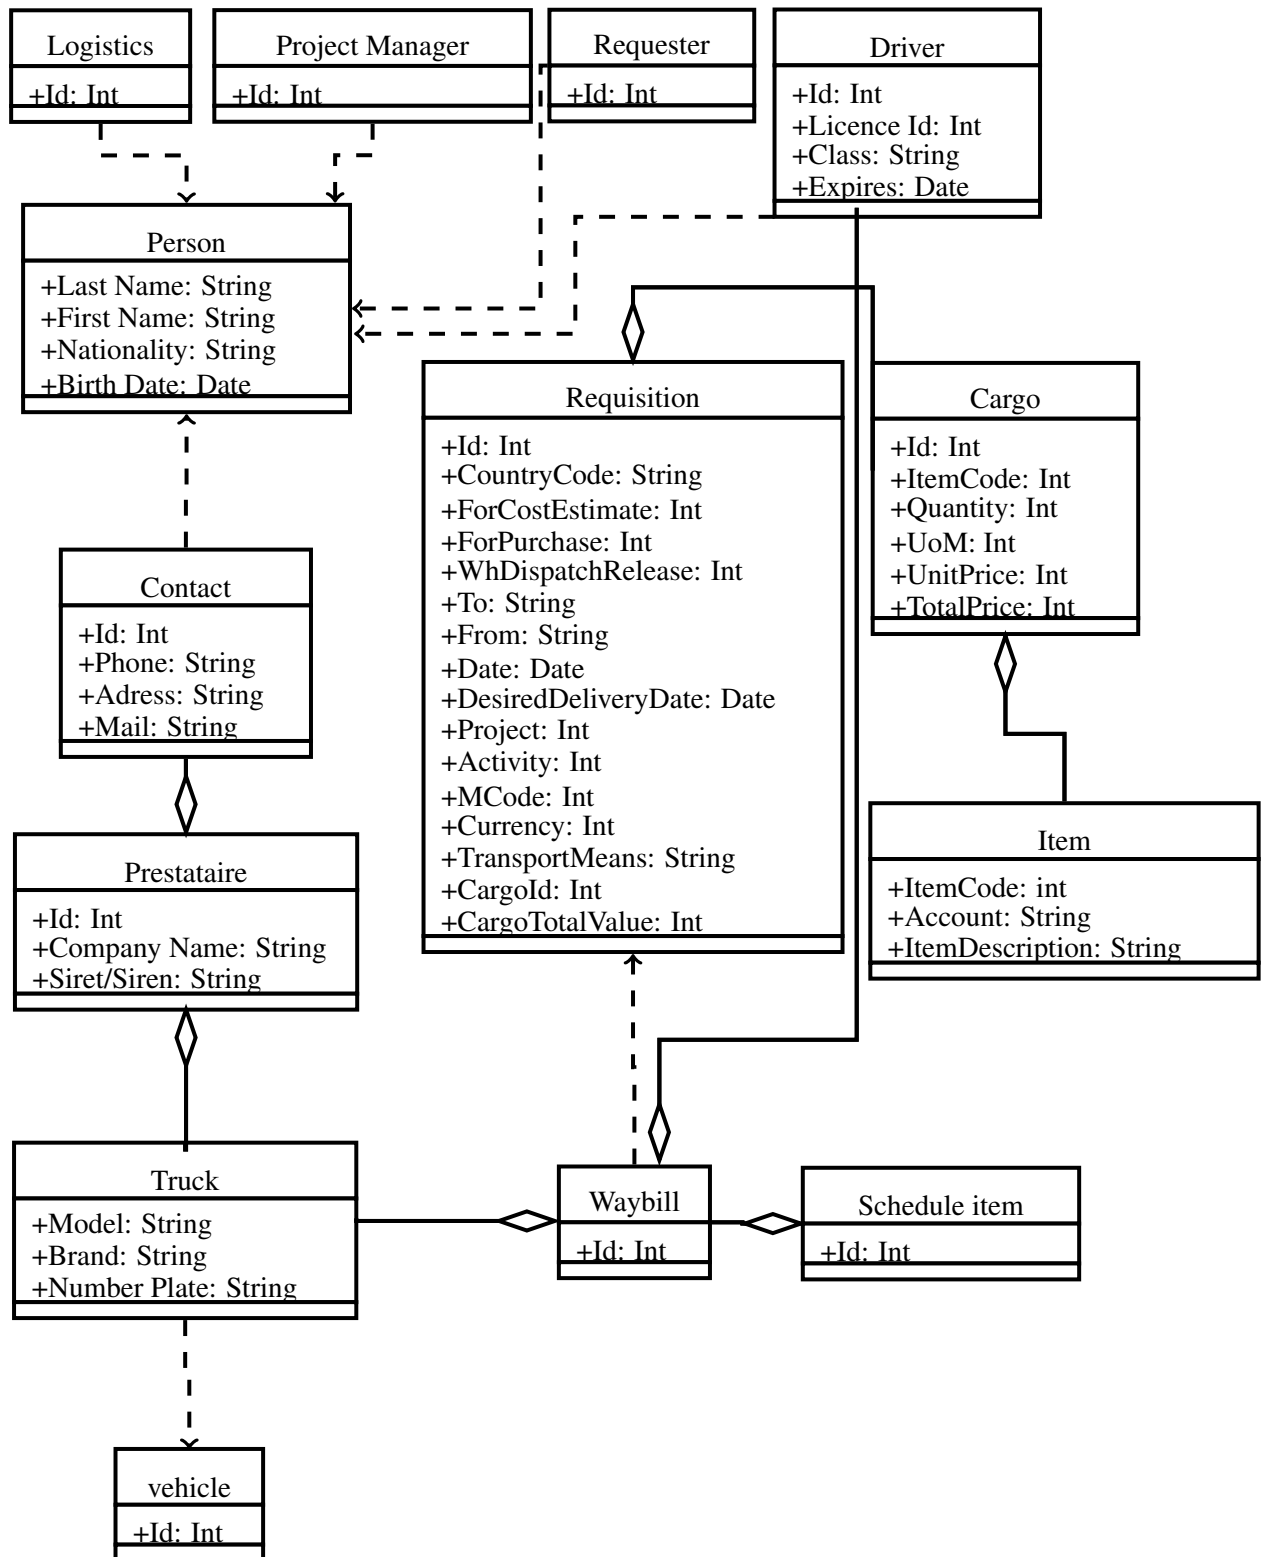 Logistics
+Id: Int
Project Manager
+Id: Int
Requester
+Id: Int
Driver
+Id: Int
+Licence Id: Int
+Class: String
+Expires: Date
Person
+Last Name: String
+First Name: String
+Nationality: String
+Birth Date: Date
Requisition
+Id: Int
+CountryCode: String
+ForCostEstimate: Int
+ForPurchase: Int
+WhDispatchRelease: Int
+To: String
+From: String
+Date: Date
+DesiredDeliveryDate: Date
+Project: Int
+Activity: Int
+MCode: Int
+Currency: Int
+TransportMeans: String
+CargoId: Int
+CargoTotalValue: Int
Cargo
+Id: Int
+ItemCode: Int
+Quantity: Int
+UoM: Int
+UnitPrice: Int
+TotalPrice: Int
Contact
+Id: Int
+Phone: String
+Adress: String
+Mail: String
Item
+ItemCode: int
+Account: String
+ItemDescription: String
Prestataire
+Id: Int
+Company Name: String
+Siret/Siren: String
Truck
+Model: String
+Brand: String
+Number Plate: String
Waybill
+Id: Int
Schedule item
+Id: Int
vehicle
+Id: Int